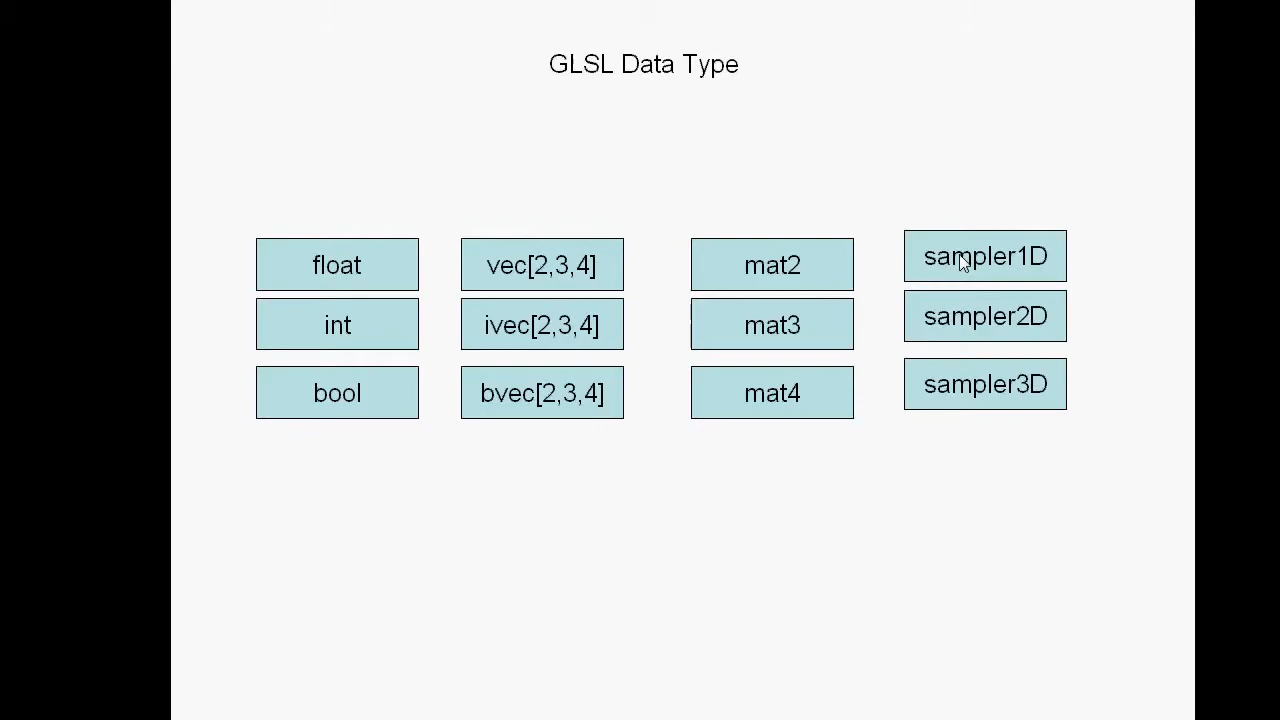 GLSL Data Type
float
vec[2,3,4]
mat2
sampler1D
int
ivec[2,3,4]
mat3
sampler2D
bool
bvec[2,3,4]
mat4
sampler3D